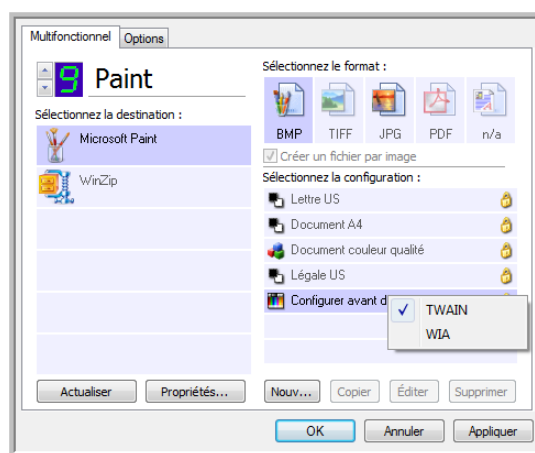 Multifonctionnel
Options
9
Paint
Sélectionnez la destination :
Microsoft Paint
WinZip
Actualiser
Propriétés...
Sélectionnez le format :
BMP
TIFF
JPG
PDF
n/a
Créer un fichier par image
Sélectionnez la configuration :
Lettre US
Document A4
Document couleur qualité
Légale US
Configurer avant
TWAIN
WIA
Nouv...
Copier
Éditer
Supprimer
OK
Annuler
Appliquer